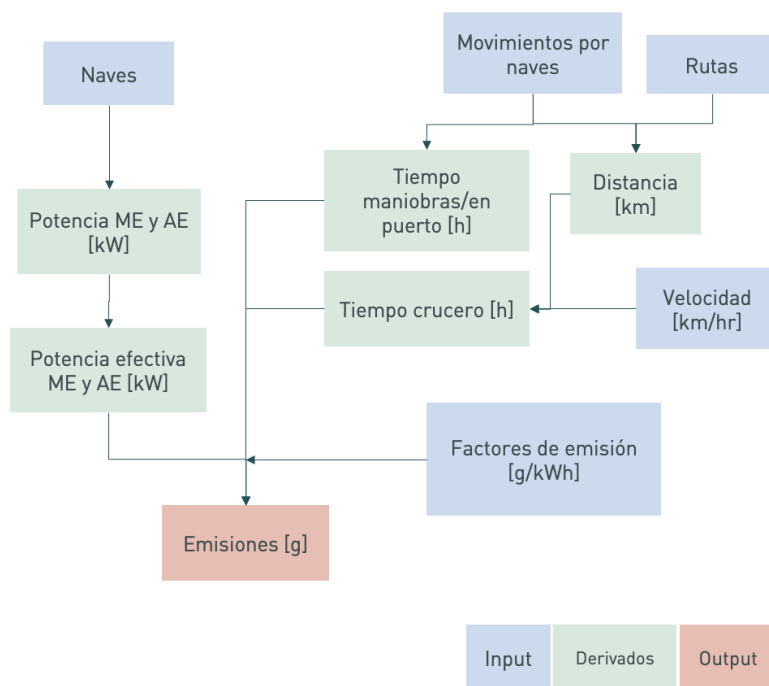 Movimientos por
naves
Rutas
Naves
Tiempo
maniobras/en
puerto [h]
Distancia
[km]
Potencia ME y AE
[kW]
Tiempo crucero [h]
Velocidad
[km/hr]
Potencia efectiva
ME y AE [kW]
Factores de emisión
[g/kWh]
Emisiones [g]
Input
Derivados
Output